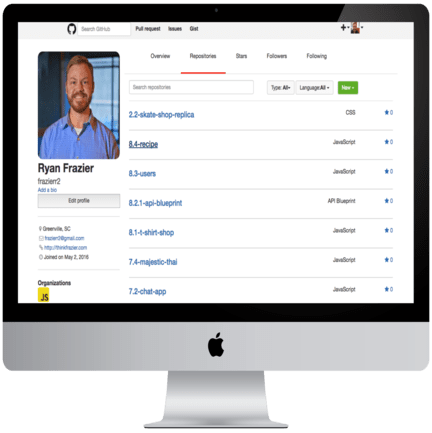 Search GitHub
Pull request Issues Gist
Overview Repositories Stars Followers Following
Search repositories Type: All Language:All New
2.2-skate-shop-replica CSS 0
8.4-recipe JavaScript 0
Ryan Frazier
frazierr2
Add a bio
8.3-users JavaScript 0
Edit profile
8.2.1-api-blueprint API Blueprint 0
Greenville, SC
8.1-t-shirt-shop JavaScript 0
http://thinkfrazier.com
Joined on May 2, 2016
7.4-majestic-thai JavaScript 0
Organizations
JS
7.2-chat-app JavaScript 0